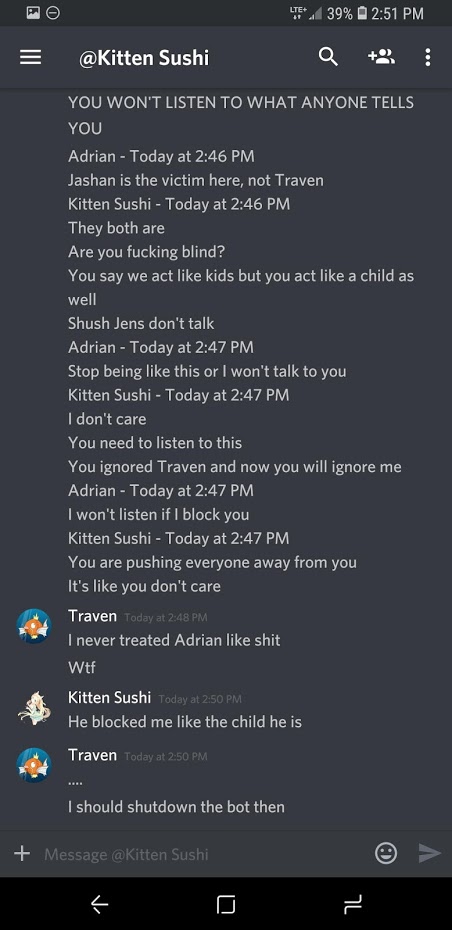 LTE+ 39% 2:51 PM
@Kitten Sushi
YOU WON'T LISTEN TO WHAT ANYONE TELLS
YOU
Adrian - Today at 2:46 PM
Jashan is the victim here, not Traven
Kitten Sushi - Today at 2:46 PM
They both are
Are you fucking blind?
You say we act like kids but you act like a child as
well
Shush Jens don't talk
Adrian - Today at 2:47 PM
Stop being like this or I won't talk to you
Kitten Sushi - Today at 2:47 PM
I don't care
You need to listen to this
You ignored Traven and now you will ignore me
Adrian - Today at 2:47 PM
I won't listen if I block you
Kitten Sushi - Today at 2:47 PM
You are pushing everyone away from you
It's like you don't care
Traven Today at 2:48 PM
I never treated Adrian like shit
Wtf
Kitten Sushi Today at 2:50 PM
He blocked me like the child he is
Traven Today at 2:50 PM
....
I should shutdown the bot then
Message @Kitten Sushi